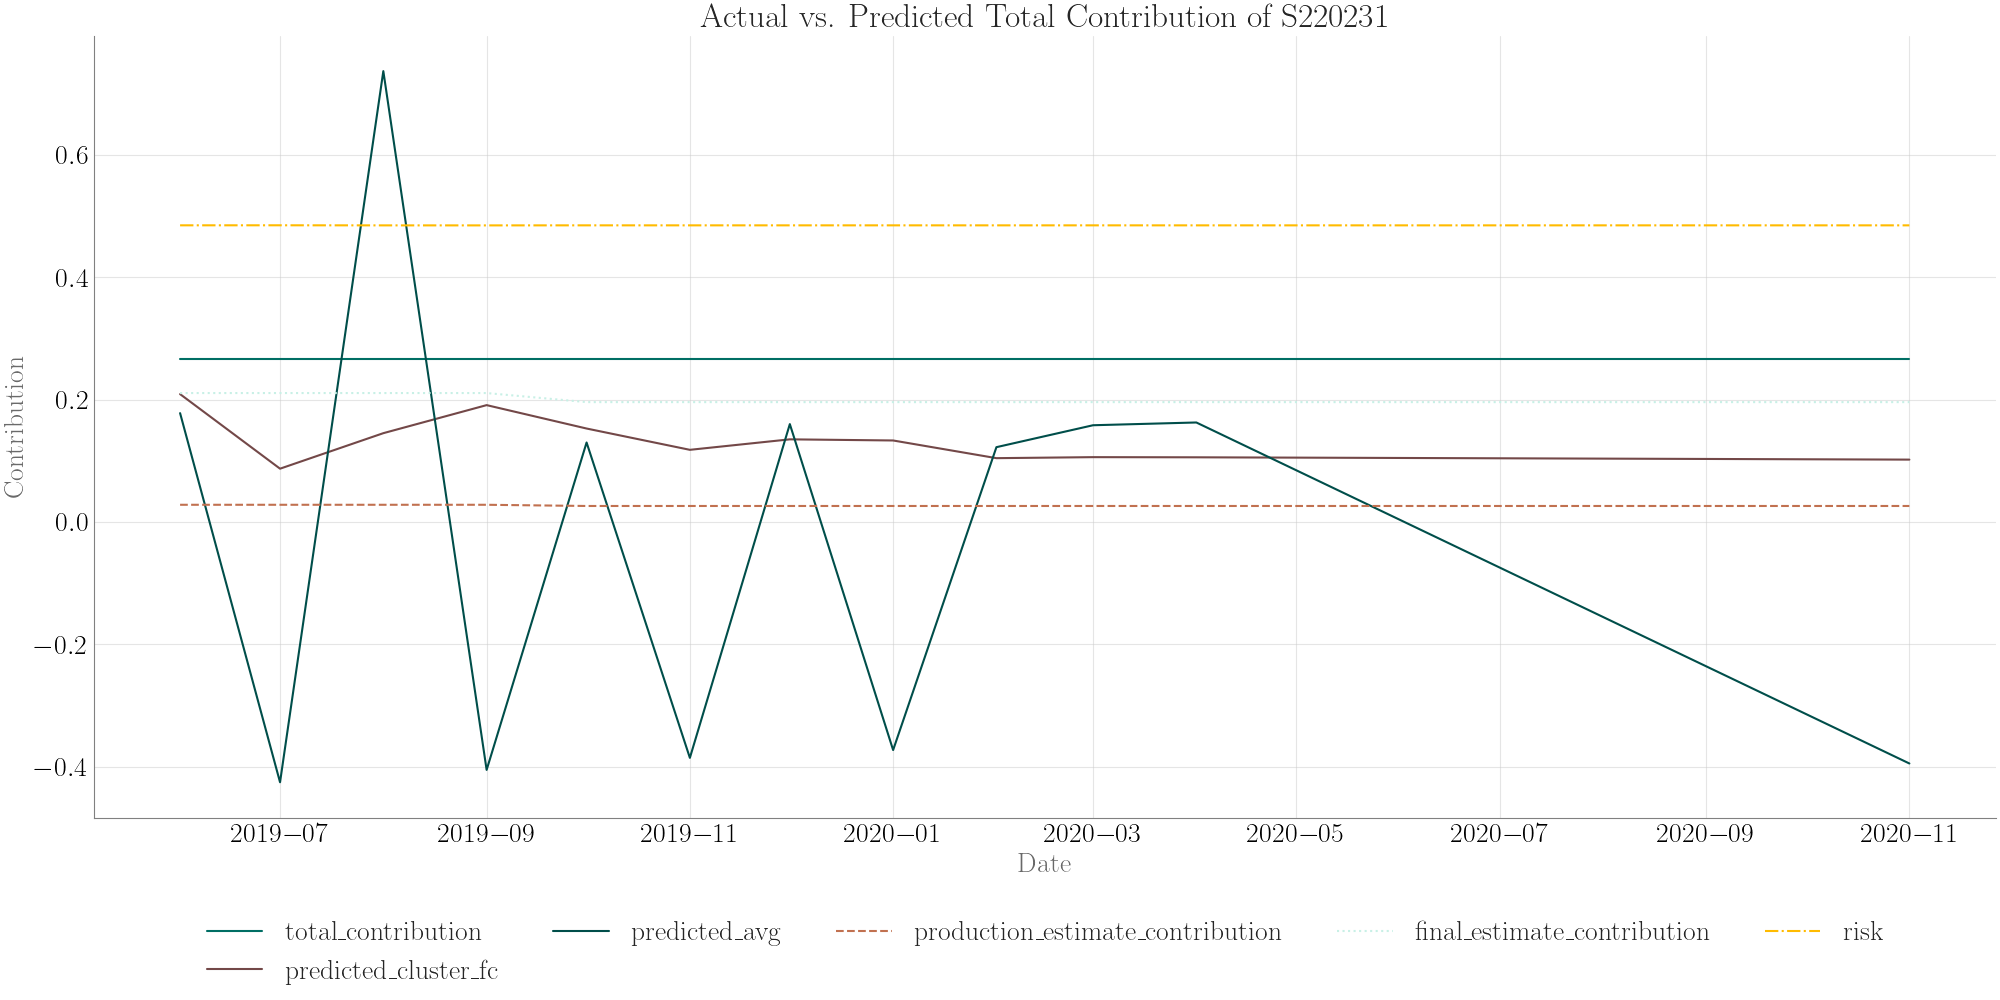 Actual vs. Predicted Total Contribution of S220231
Contribution
0.6
0.4
0.2
0.0
−0.2
−0.4
2019−07 2019−09 2019−11 2020−01 2020−03 2020−05 2020−07 2020−09 2020−11
Date
total_contribution predicted_avg production_estimate_contribution final_estimate_contribution risk
predicted_cluster_fc